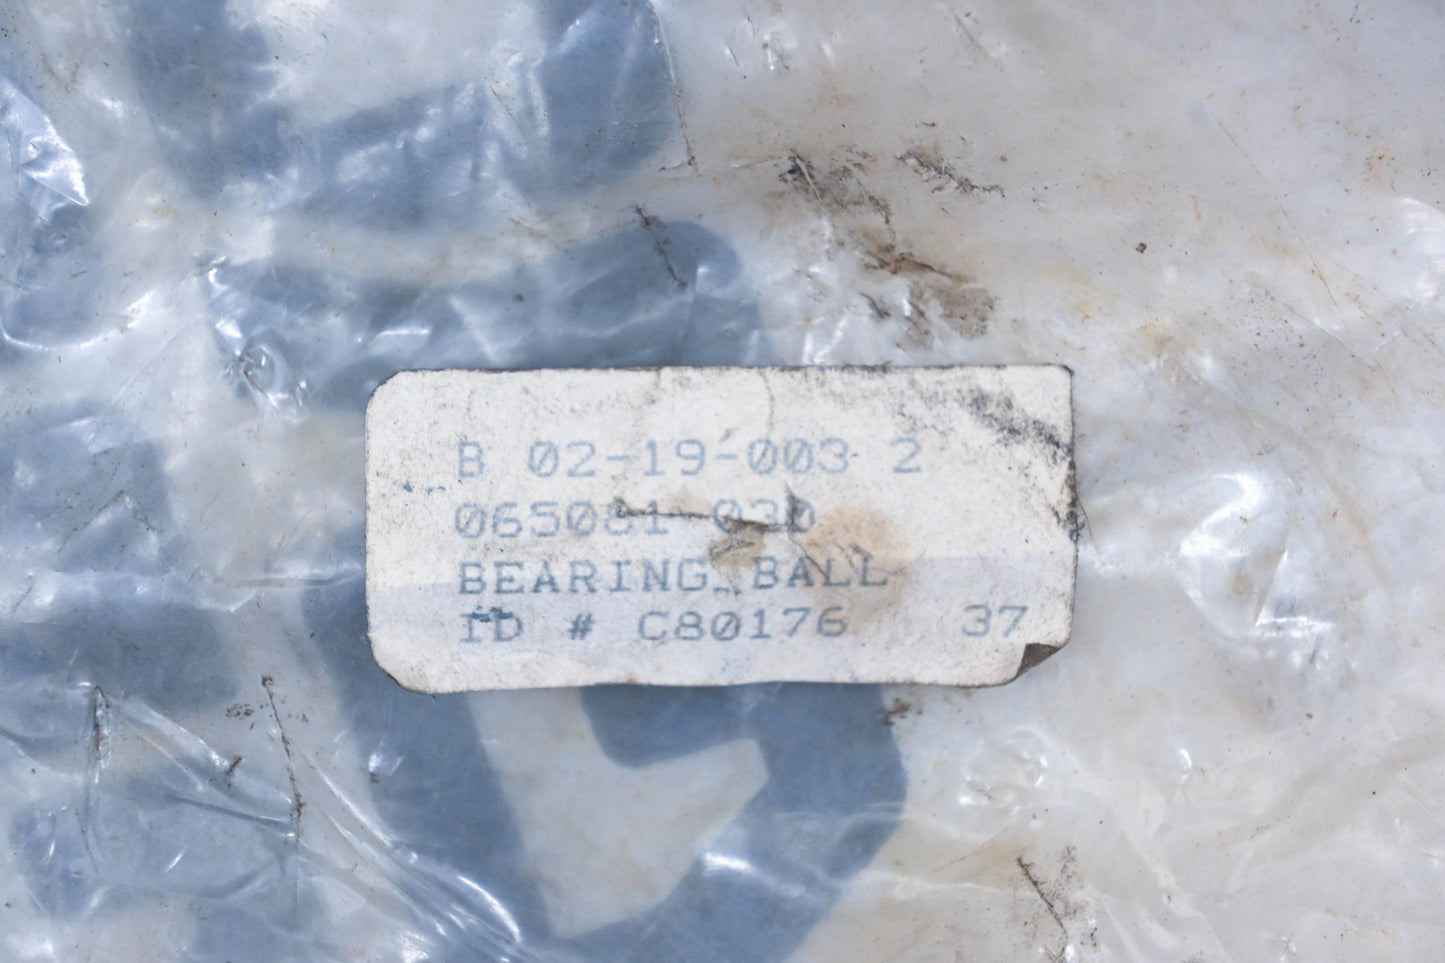 B 02-19-003 2
065081 030
BEARING BALL
ID # C80176 37